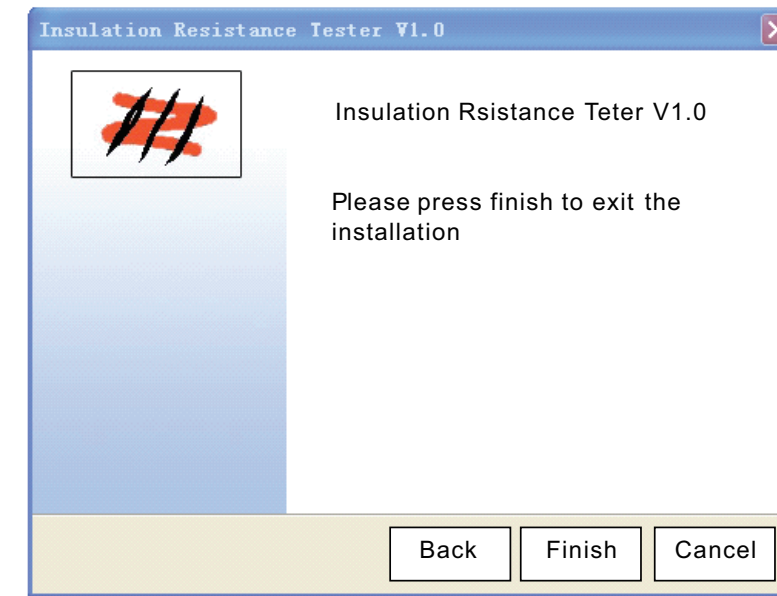 Insulation Resistance Tester V1.0
Insulation Rsistance Teter V1.0
Please press finish to exit the
installation
Back Finish Cancel